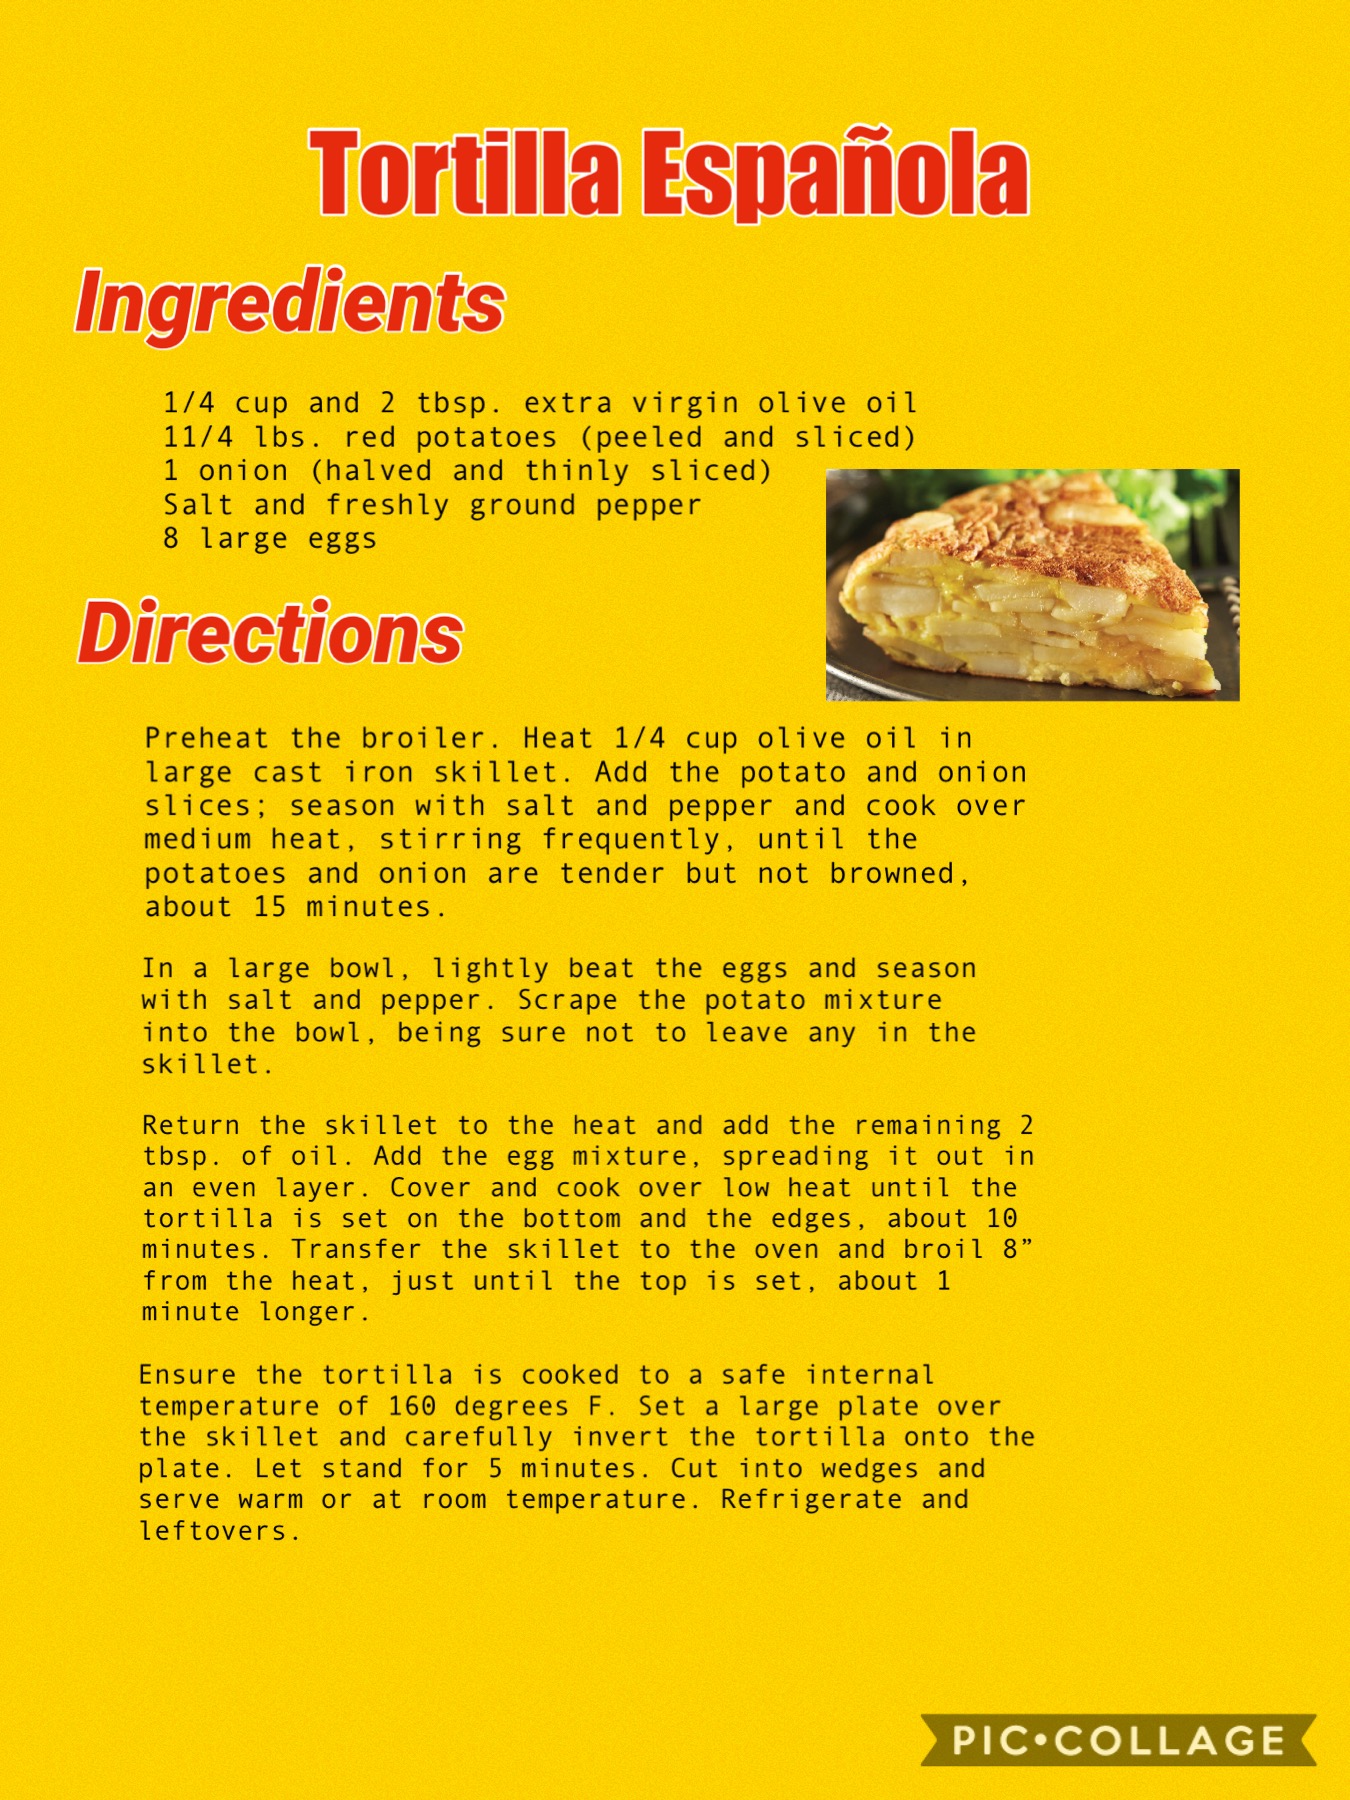 Tortilla Española
Ingredients
1/4 cup and 2 tbsp. extra virgin olive oil
11/4 lbs. red potatoes (peeled and sliced)
1 onion (halved and thinly sliced)
Salt and freshly ground pepper
8 large eggs
Directions
Preheat the broiler. Heat 1/4 cup olive oil in
large cast iron skillet. Add the potato and onion
slices; season with salt and pepper and cook over
medium heat, stirring frequently, until the
potatoes and onion are tender but not browned,
about 15 minutes.
In a large bowl, lightly beat the eggs and season
with salt and pepper. Scrape the potato mixture
into the bowl, being sure not to leave any in the
skillet.
Return the skillet to the heat and add the remaining 2
tbsp. of oil. Add the egg mixture, spreading it out in
an even layer. Cover and cook over low heat until the
tortilla is set on the bottom and the edges, about 10
minutes. Transfer the skillet to the oven and broil 8”
from the heat, just until the top is set, about 1
minute longer.
Ensure the tortilla is cooked to a safe internal
temperature of 160 degrees F. Set a large plate over
the skillet and carefully invert the tortilla onto the
plate. Let stand for 5 minutes. Cut into wedges and
serve warm or at room temperature. Refrigerate and
leftovers.
PIC•COLLAGE